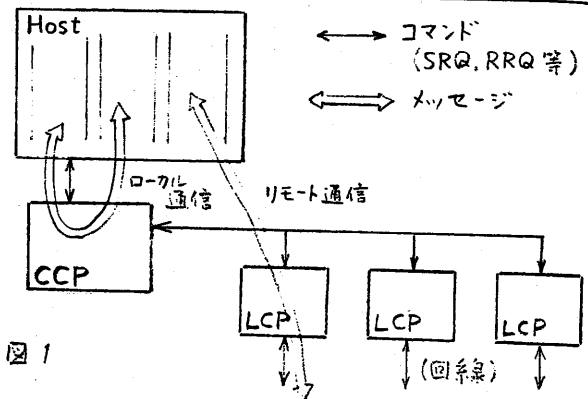 Host
コマンド
(SRQ, RRQ 等)
メッセージ
ローカル
通信
リモート通信
CCP
LCP
LCP
LCP
(回線)
図 1